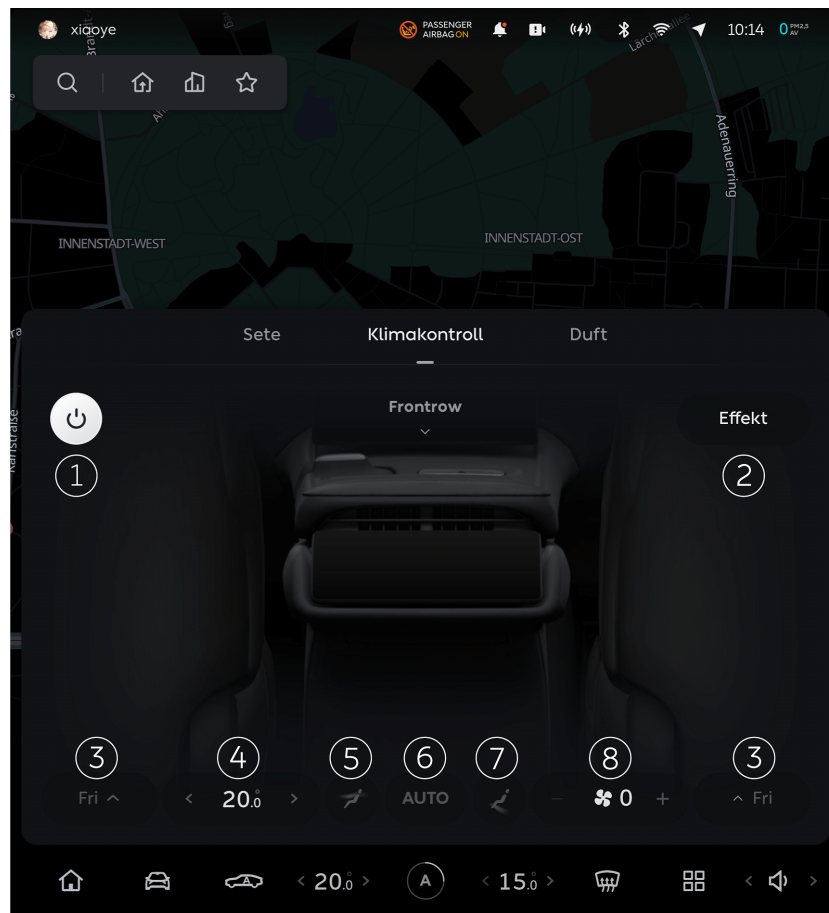 xiaoye
PASSENGER
AIRBAG ON
10:14
0 PM2,5
AV
Adenauerring
INNENSTADT-WEST
INNENSTADT-OST
Sete
Klimakontroll
Duft
Frontrow
Effekt
1
2
3
4
5
6
7
8
3
Fri
20.0°
AUTO
0
Fri
A
20.0°
A
15.0°